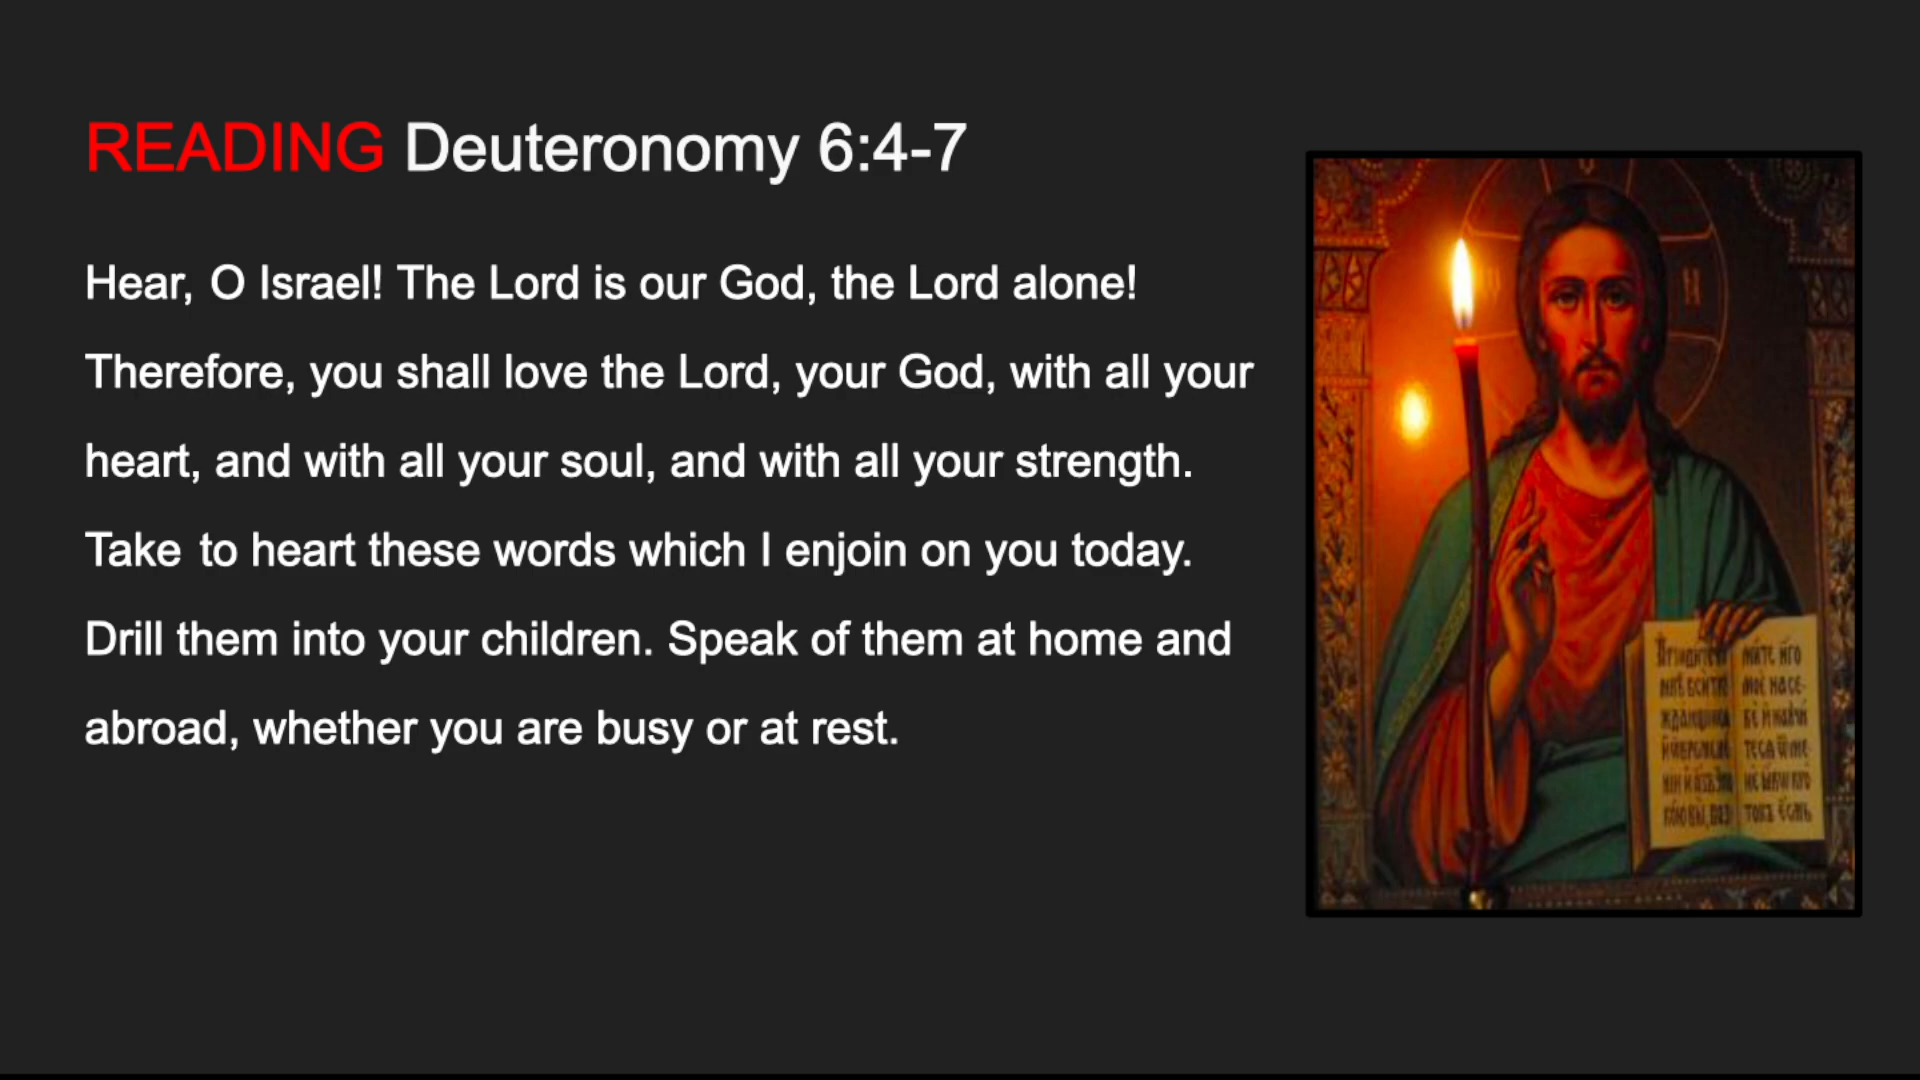 READING Deuteronomy 6:4-7
Hear, O Israel! The Lord is our God, the Lord alone!
Therefore, you shall love the Lord, your God, with all your
heart, and with all your soul, and with all your strength.
Take to heart these words which I enjoin on you today.
Drill them into your children. Speak of them at home and
abroad, whether you are busy or at rest.